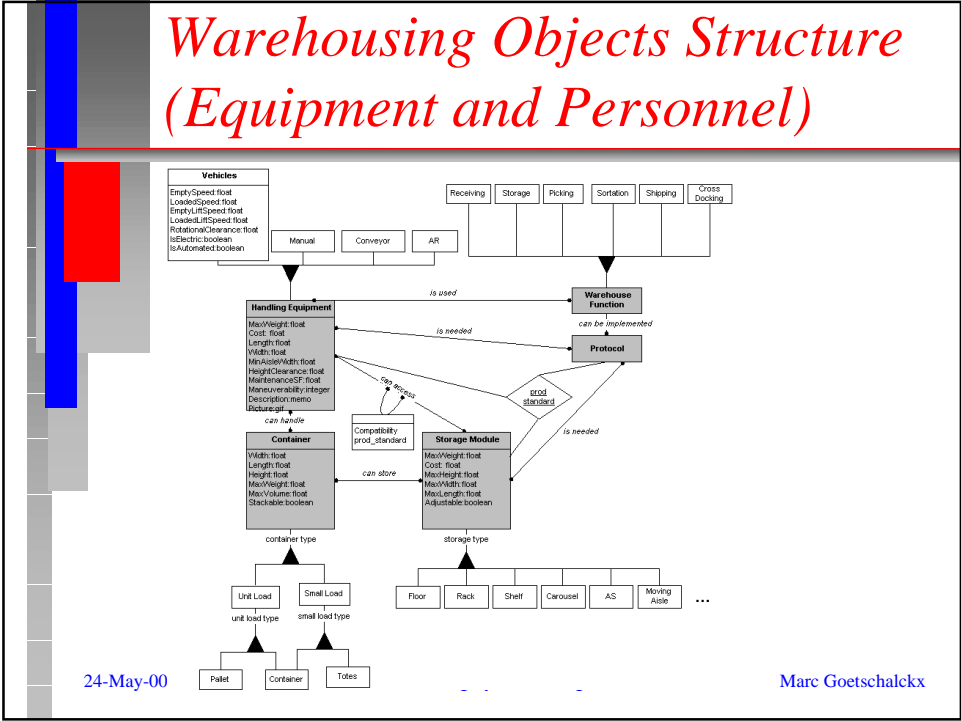 Warehousing Objects Structure
(Equipment and Personnel)
Vehicles
EmptySpeed:float
LoadedSpeed:float
EmptyLiftSpeed:float
LoadedLiftSpeed:float
RotationalClearance:float
IsElectric:boolean
IsAutomated:boolean
Manual
Conveyor
AR
Receiving
Storage
Picking
Sortation
Shipping
Cross
Docking
is used
Warehouse
Function
can be implemented
Protocol
Handling Equipment
MaxWeight:float
Cost: float
Length:float
Width:float
MinAisleWidth:float
HeightClearance:float
MaintenanceSF:float
Maneuverability:integer
Description:memo
Picture:gif
is needed
can access
prod
standard
is needed
can handle
Compatibility
prod_standard
Container
Width:float
Length:float
Height:float
MaxWeight:float
MaxVolume:float
Stackable:boolean
can store
Storage Module
MaxWeight:float
Cost: float
MaxHeight:float
MaxWidth:float
MaxLength:float
Adjustable:boolean
container type
storage type
Unit Load
Small Load
unit load type
small load type
Floor
Rack
Shelf
Carousel
AS
Moving
Aisle
...
Pallet
Container
Totes
24-May-00
Marc Goetschalckx